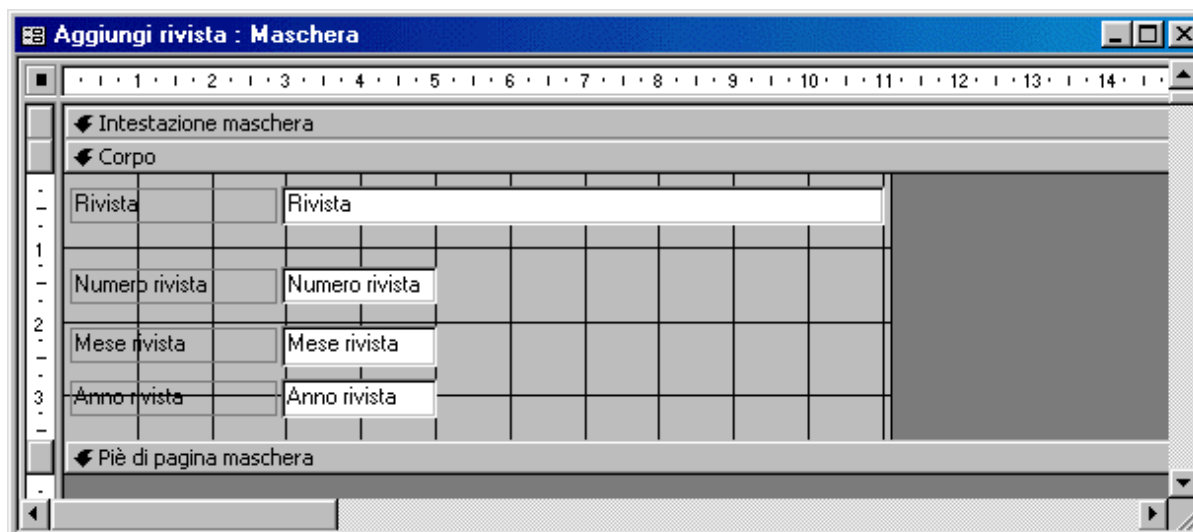 Aggiungi rivista : Maschera
1 2 3 4 5 6 7 8 9 10 11 12 13 14
Intestazione maschera
Corpo
Rivista Rivista
1
Numero rivista Numero rivista
2
Mese rivista Mese rivista
3 Anno rivista Anno rivista
Piè di pagina maschera